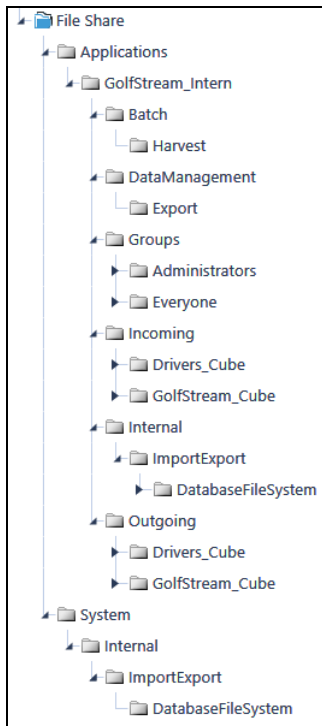 File Share
Applications
GolfStream_Intern
Batch
Harvest
DataManagement
Export
Groups
Administrators
Everyone
Incoming
Drivers_Cube
GolfStream_Cube
Internal
ImportExport
DatabaseFileSystem
Outgoing
Drivers_Cube
GolfStream_Cube
System
Internal
ImportExport
DatabaseFileSystem